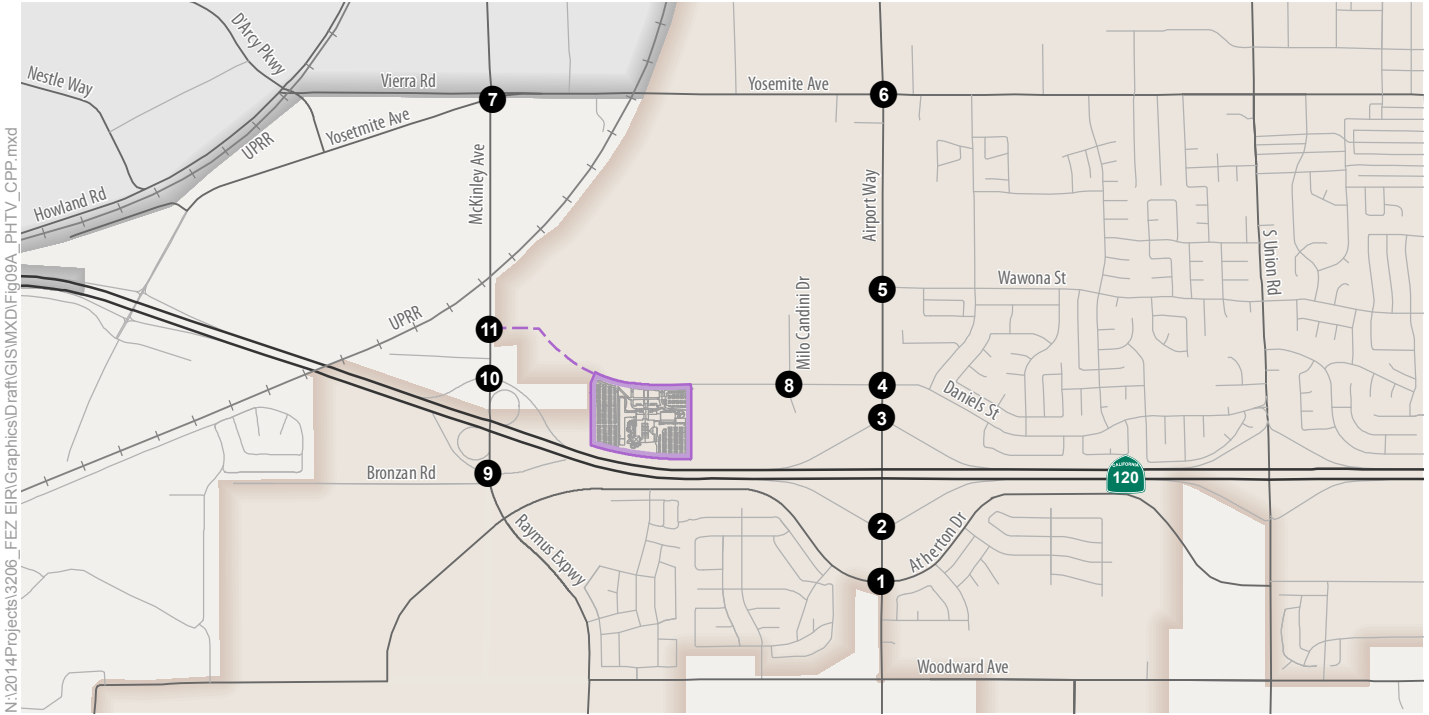 D'Arcy Pkwy
Nestle Way
Vierra Rd
Yosemite Ave
7
6
Yosetmite Ave
UPRR
McKinley Ave
Airport Way
Howland Rd
S Union Rd
Wawona St
5
Milo Candini Dr
UPRR
11
10
8
4
Daniels St
3
Bronzan Rd
9
CALIFORNIA
120
Raymus Expwy
2
Atherton Dr
1
Woodward Ave
N:\2014Projects\3206_FEZ EIR\Graphics\Draft\GIS\MXD\Fig09A_PHTV_CPP.mxd